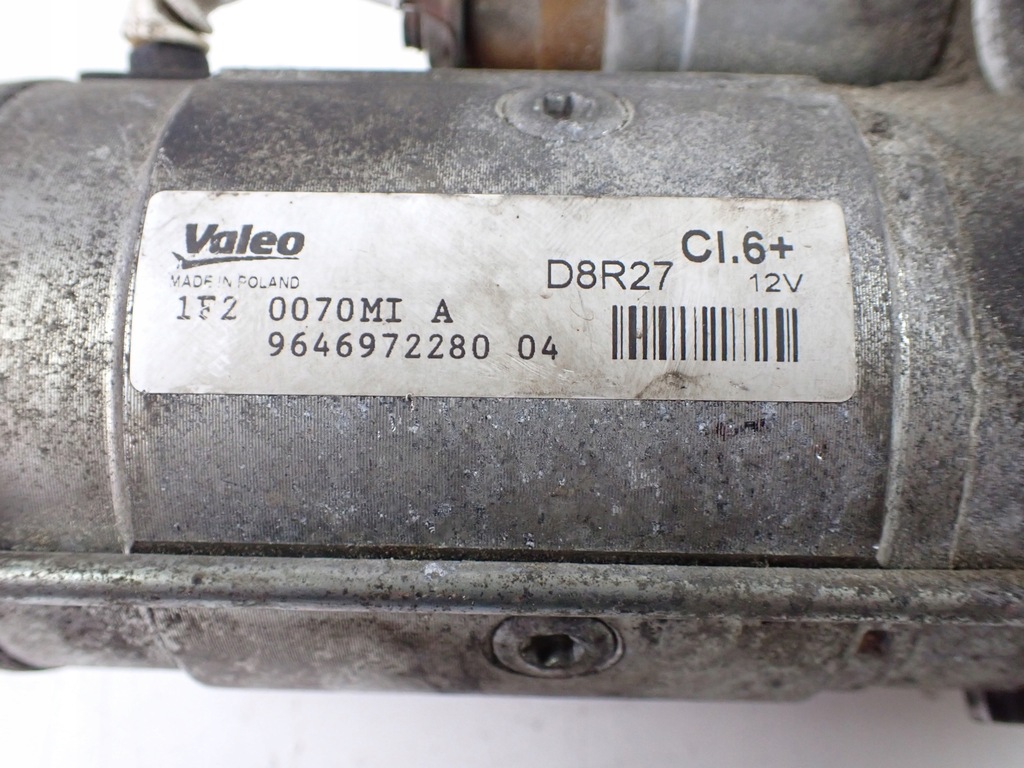 Valeo
MADE IN POLAND
D8R27 Cl.6+
12V
1F2 0070MI A
9646972280 04